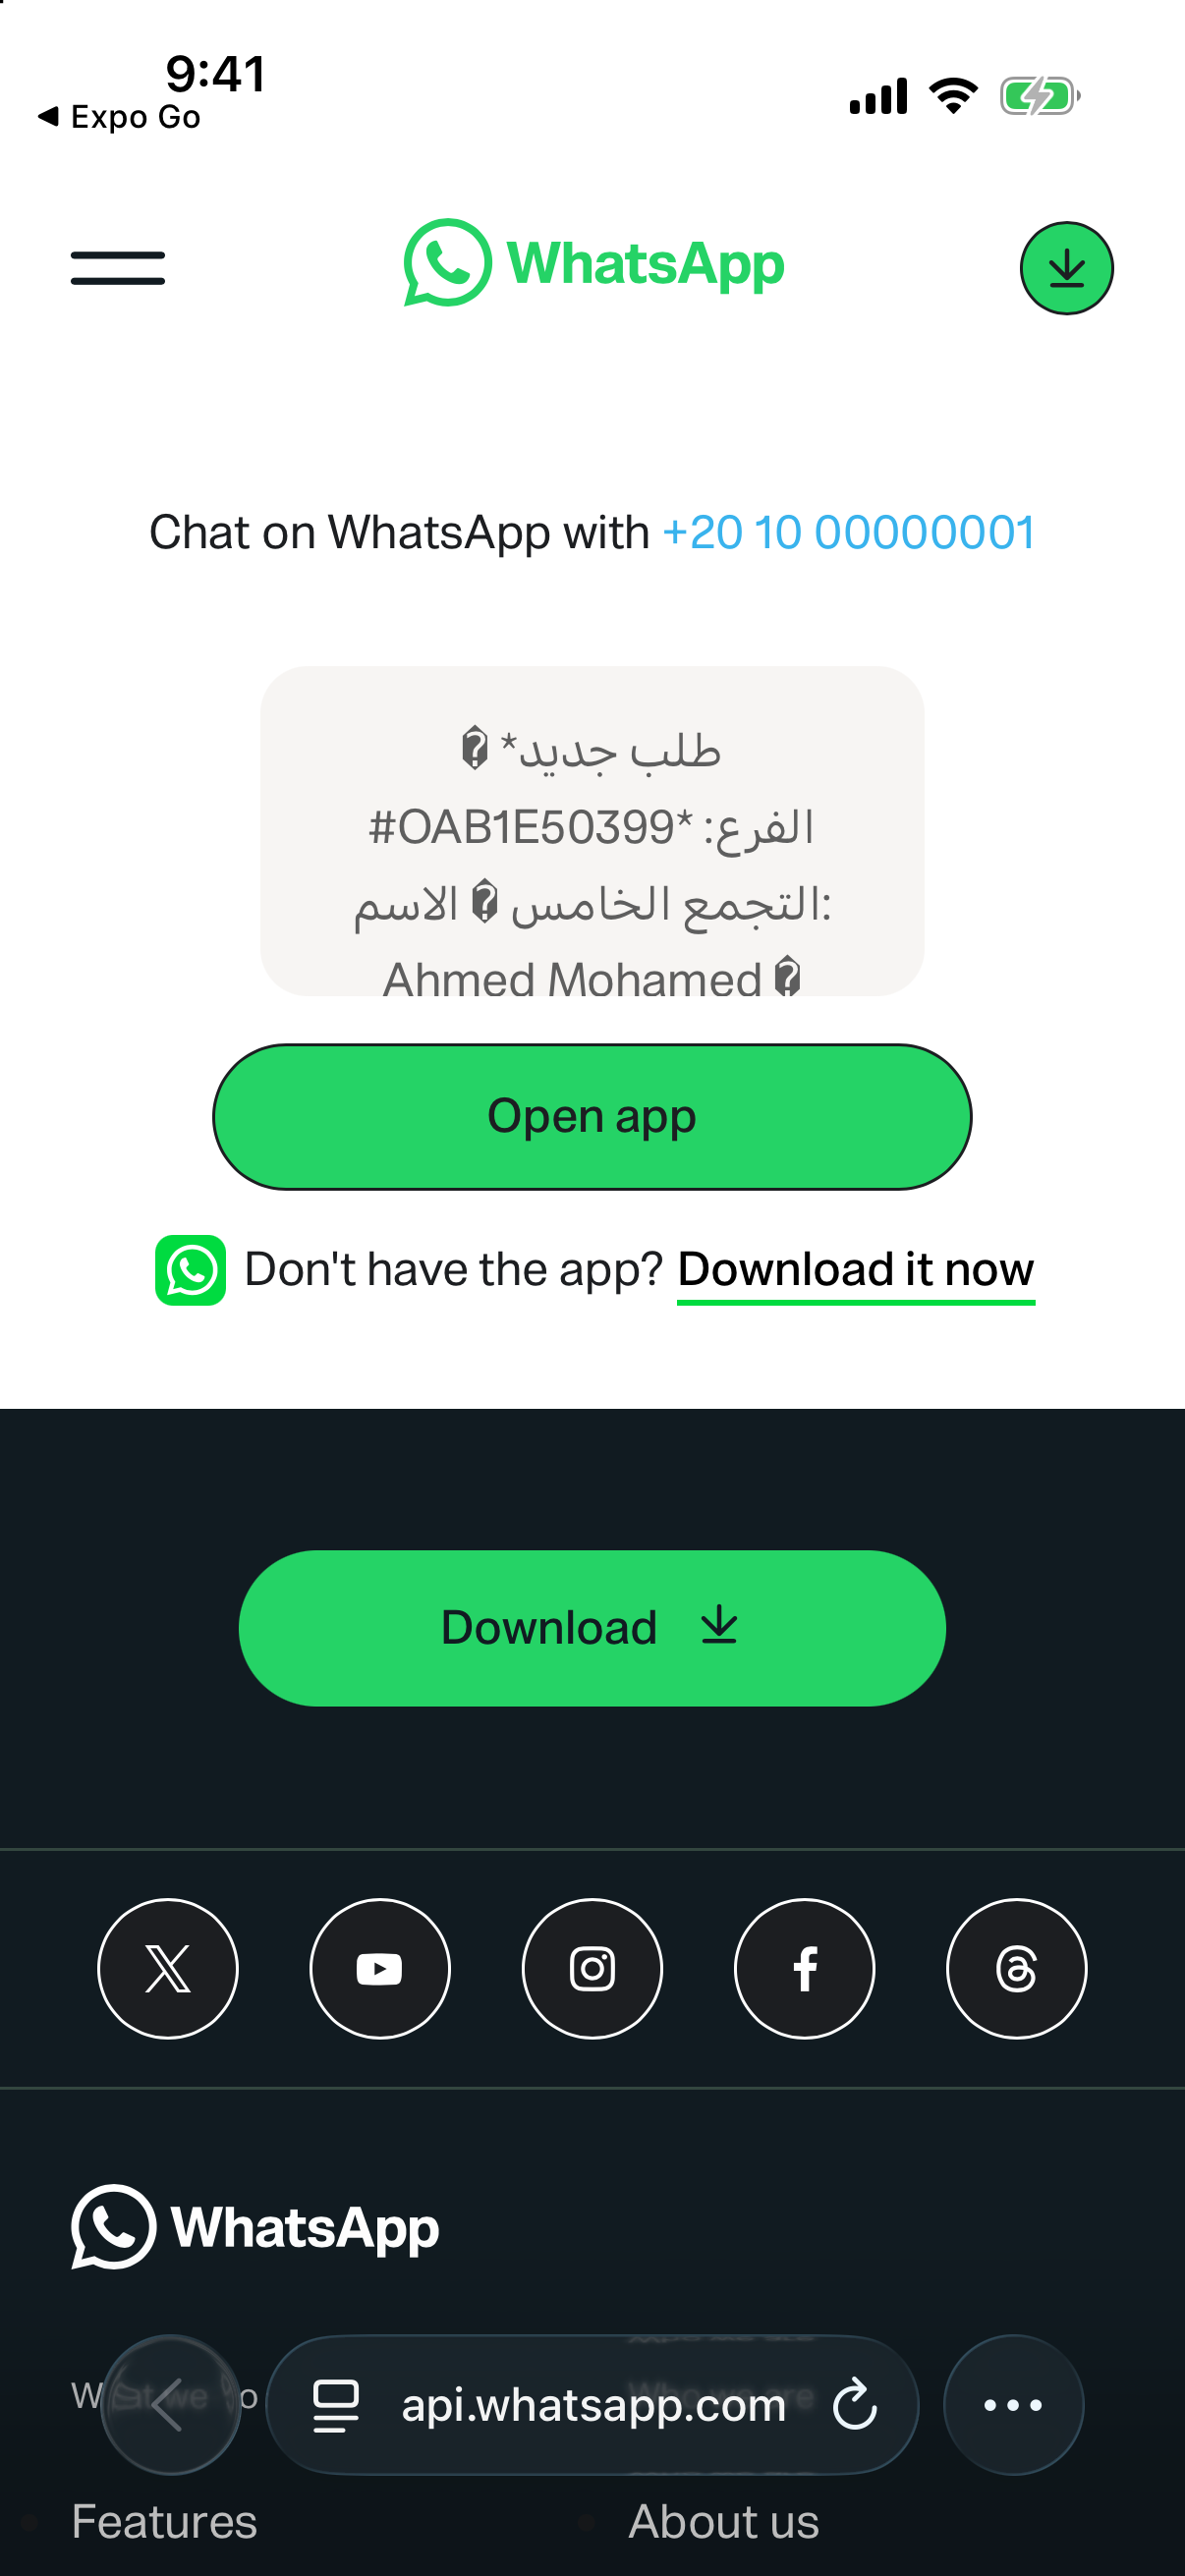 9:41
◀ Expo Go
WhatsApp
Chat on WhatsApp with +20 10 00000001
� *طلب جديد
#OAB1E50399* الفرع:
التجمع الخامس � الاسم:
Ahmed Mohamed �
Open app
Don't have the app? Download it now
Download
WhatsApp
api.whatsapp.com
Features
About us